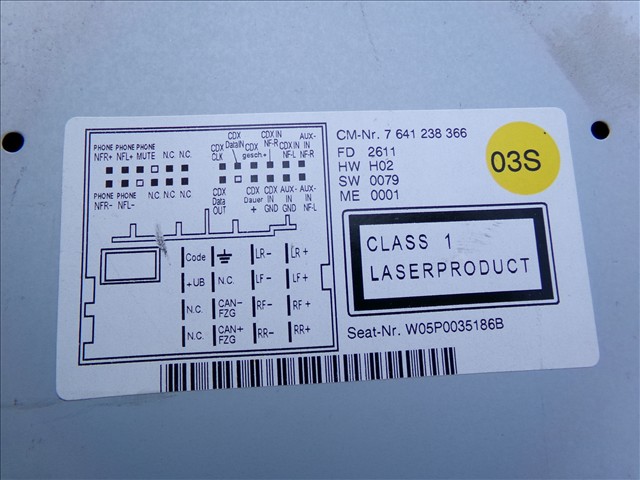 PHONE PHONE PHONE
NFR+ NFL+ MUTE N.C. N.C.
PHONE PHONE
NFR- NFL- N.C. N.C. N.C.
CDX CLK
CDX DataIN
CDX gesch.+
CDX IN NF-R
CDX IN NF-L
AUX-IN NF-R
CDX Data OUT
CDX Dauer +
CDX IN GND
AUX-IN GND
AUX-IN NF-L
Code LR- LR+
+UB N.C. LF- LF+
N.C. CAN- FZG RF- RF+
N.C. CAN+ FZG RR- RR+
CM-Nr. 7 641 238 366
FD 2611
HW H02
SW 0079
ME 0001
03S
CLASS 1
LASERPRODUCT
Seat-Nr. W05P0035186B